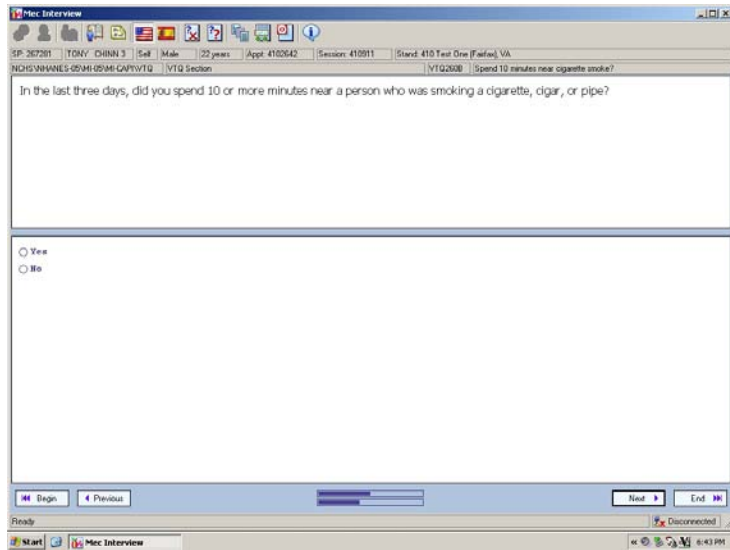 Mec Interview
SP: 267281 TONY CHINN 3 Self Male 22 years Appt: 4102642 Session: 410911 Stand: 410 Test One (Fairfax), VA
NCHS\NHANES-05\MI-05\MI-CAPI\VTQ VTQ Section VTQ260B Spend 10 minutes near cigarette smoke?
In the last three days, did you spend 10 or more minutes near a person who was smoking a cigarette, cigar, or pipe?
Yes
No
Begin Previous Next End
Ready Disconnected
Start Mec Interview 6:43 PM